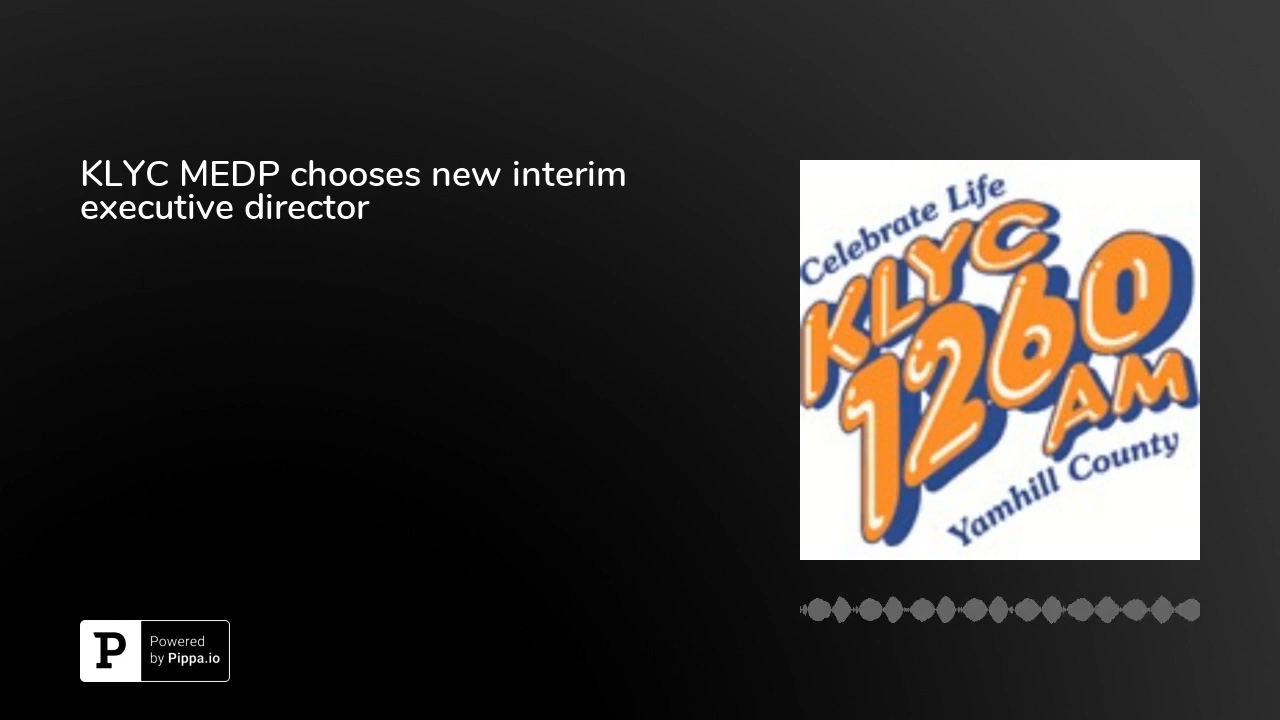 KLYC MEDP chooses new interim
executive director
Celebrate Life
KLYC
1260
AM
Yamhill County
P
Powered
by Pippa.io